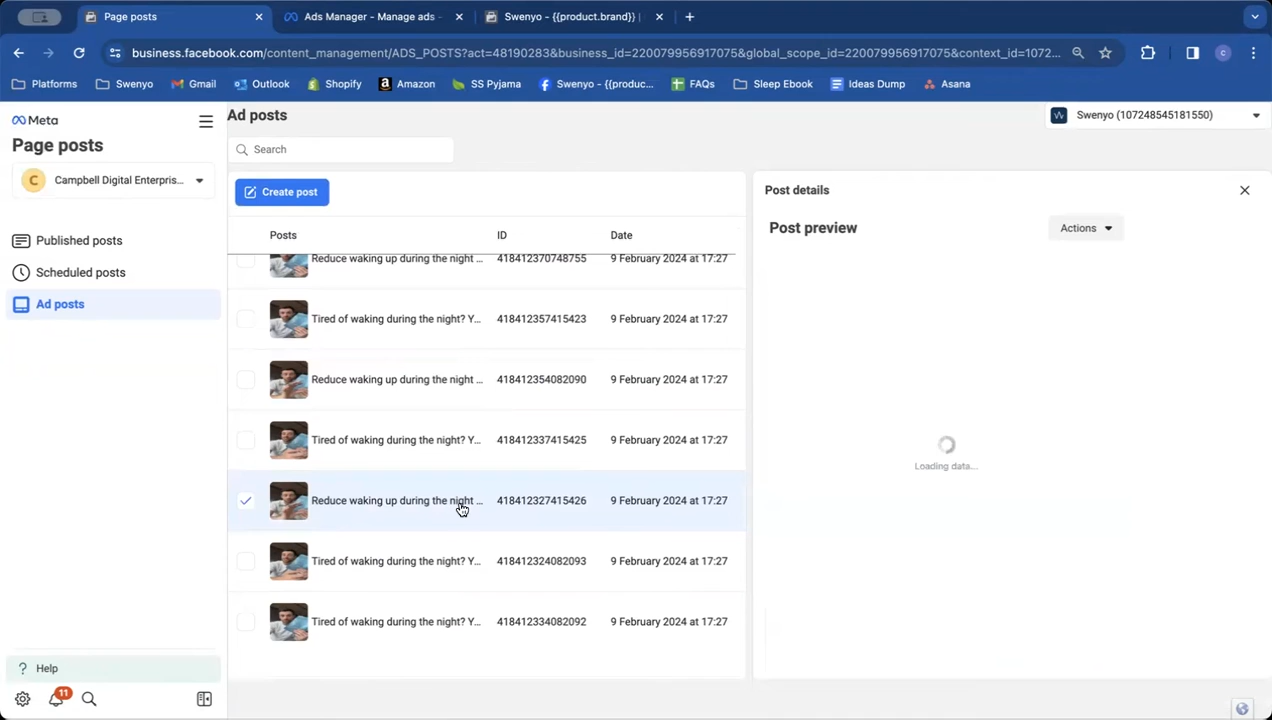 Page posts
Ads Manager - Manage ads -
Swenyo - {{product.brand}} |
business.facebook.com/content_management/ADS_POSTS?act=48190283&business_id=220079956917075&global_scope_id=220079956917075&context_id=1072...
C
Platforms
Swenyo
Gmail
Outlook
Shopify
Amazon
SS Pyjama
Swenyo - {{produc...
FAQs
Sleep Ebook
Ideas Dump
Asana
Meta
Page posts
C
Campbell Digital Enterpris...
Published posts
Scheduled posts
Ad posts
? Help
11
Ad posts
Swenyo (107248545181550)
Search
Create post
Posts ID Date
Reduce waking up during the night ... 418412370748755 9 February 2024 at 17:27
Tired of waking during the night? Y... 418412357415423 9 February 2024 at 17:27
Reduce waking up during the night ... 418412354082090 9 February 2024 at 17:27
Tired of waking during the night? Y... 418412337415425 9 February 2024 at 17:27
Reduce waking up during the night ... 418412327415426 9 February 2024 at 17:27
Tired of waking during the night? Y... 418412324082093 9 February 2024 at 17:27
Tired of waking during the night? Y... 418412334082092 9 February 2024 at 17:27
Post details
Post preview
Actions
Loading data...